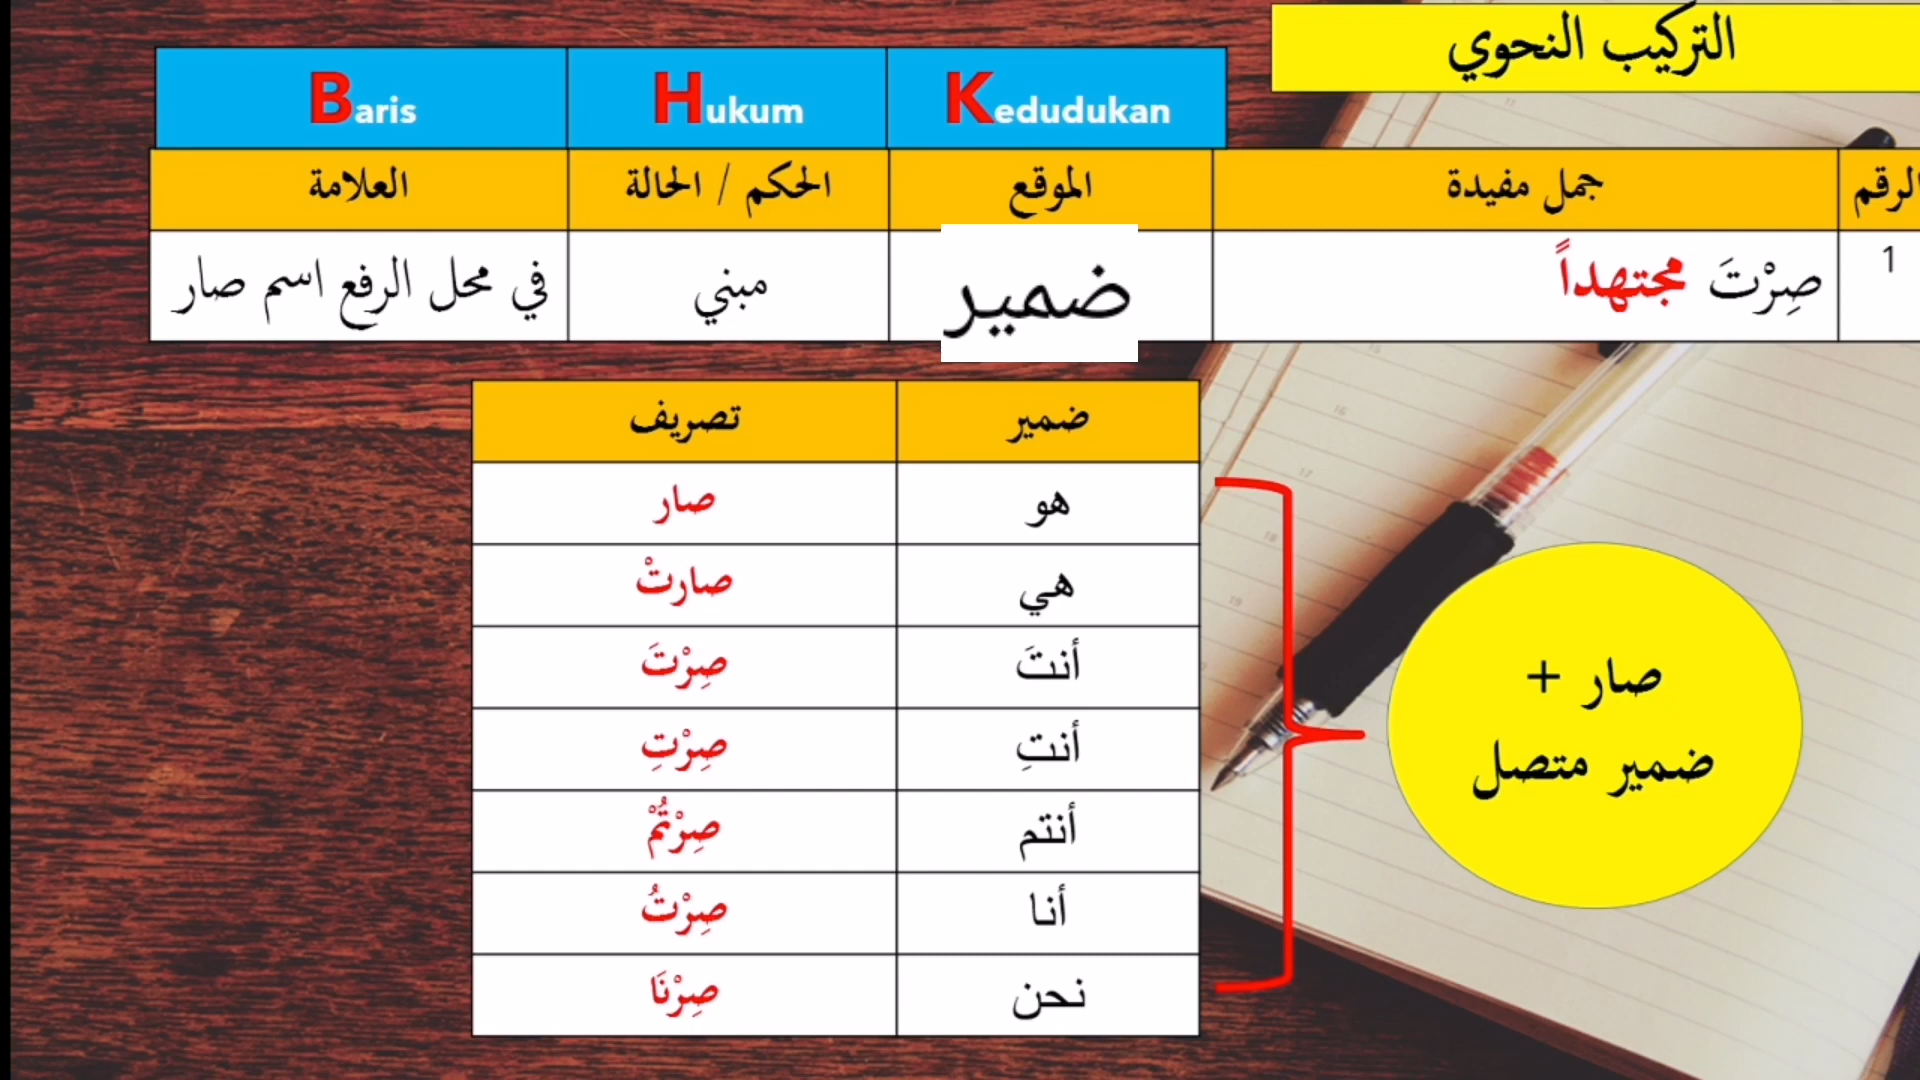 التركيب النحوي
Baris Hukum Kedudukan
الرقم جمل مفيدة الموقع الحكم / الحالة العلامة
1 صِرْتَ مجتهداً ضمير مبني في محل الرفع اسم صار
ضمير تصريف
هو صار
هي صارتْ
أنتَ صِرْتَ
أنتِ صِرْتِ
أنتم صِرْتُمْ
أنا صِرْتُ
نحن صِرْنَا
صار +
ضمير متصل